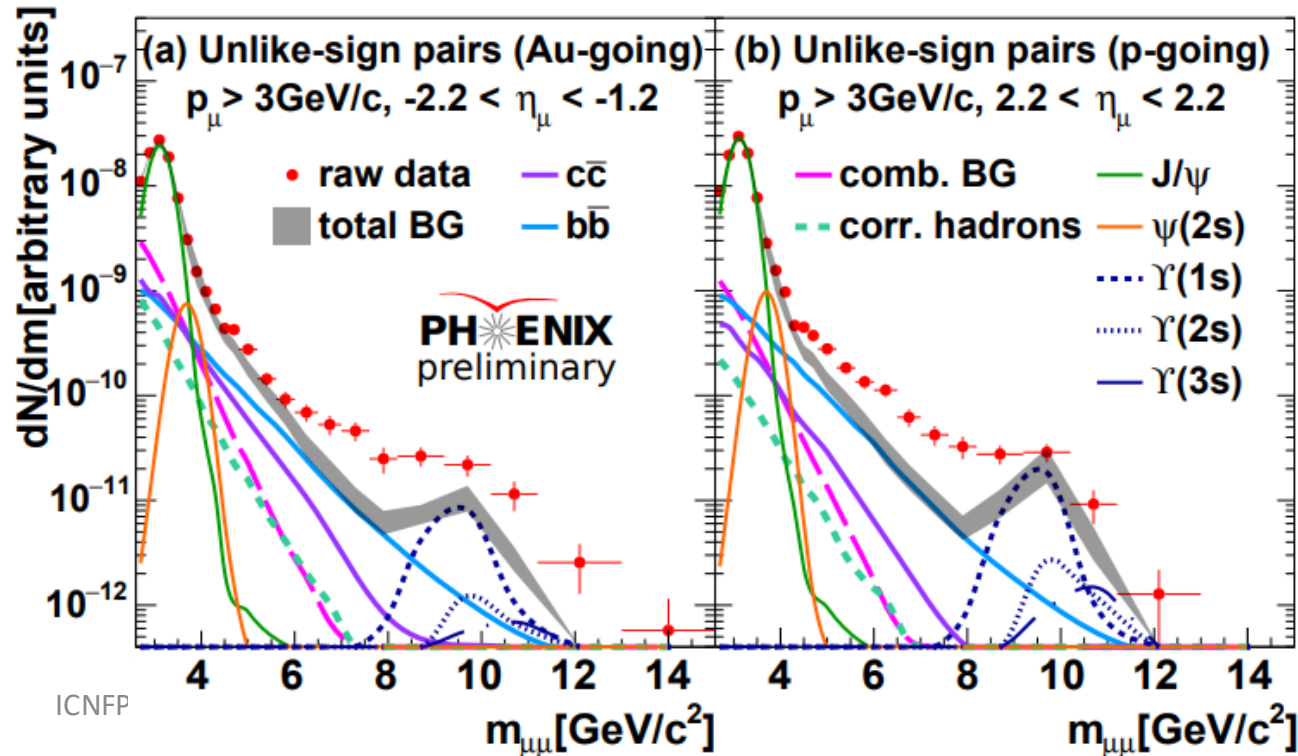 dN/dm[arbitrary units]
10⁻⁷
10⁻⁸
10⁻⁹
10⁻¹⁰
10⁻¹¹
10⁻¹²
(a) Unlike-sign pairs (Au-going)
p_μ > 3GeV/c, -2.2 < η_μ < -1.2
raw data
total BG
cc̅
bb̅
PHENIX
preliminary
4 6 8 10 12 14
m_μμ[GeV/c²]
(b) Unlike-sign pairs (p-going)
p_μ > 3GeV/c, 2.2 < η_μ < 2.2
comb. BG
corr. hadrons
J/ψ
ψ(2s)
ϒ(1s)
ϒ(2s)
ϒ(3s)
4 6 8 10 12 14
m_μμ[GeV/c²]
ICNFP